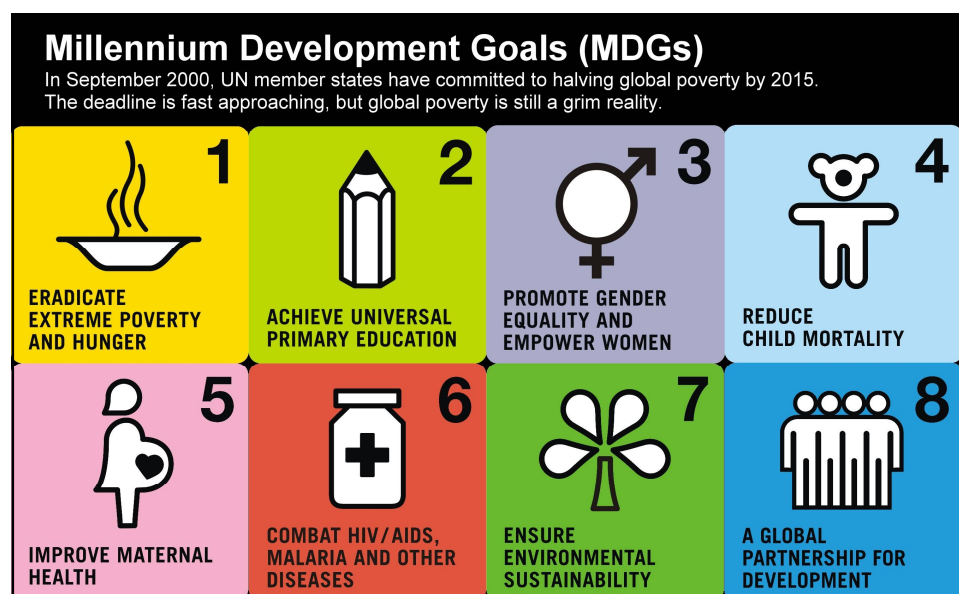 Millennium Development Goals (MDGs)
In September 2000, UN member states have committed to halving global poverty by 2015.
The deadline is fast approaching, but global poverty is still a grim reality.
1
ERADICATE
EXTREME POVERTY
AND HUNGER
2
ACHIEVE UNIVERSAL
PRIMARY EDUCATION
3
PROMOTE GENDER
EQUALITY AND
EMPOWER WOMEN
4
REDUCE
CHILD MORTALITY
5
IMPROVE MATERNAL
HEALTH
6
COMBAT HIV/AIDS,
MALARIA AND OTHER
DISEASES
7
ENSURE
ENVIRONMENTAL
SUSTAINABILITY
8
A GLOBAL
PARTNERSHIP FOR
DEVELOPMENT